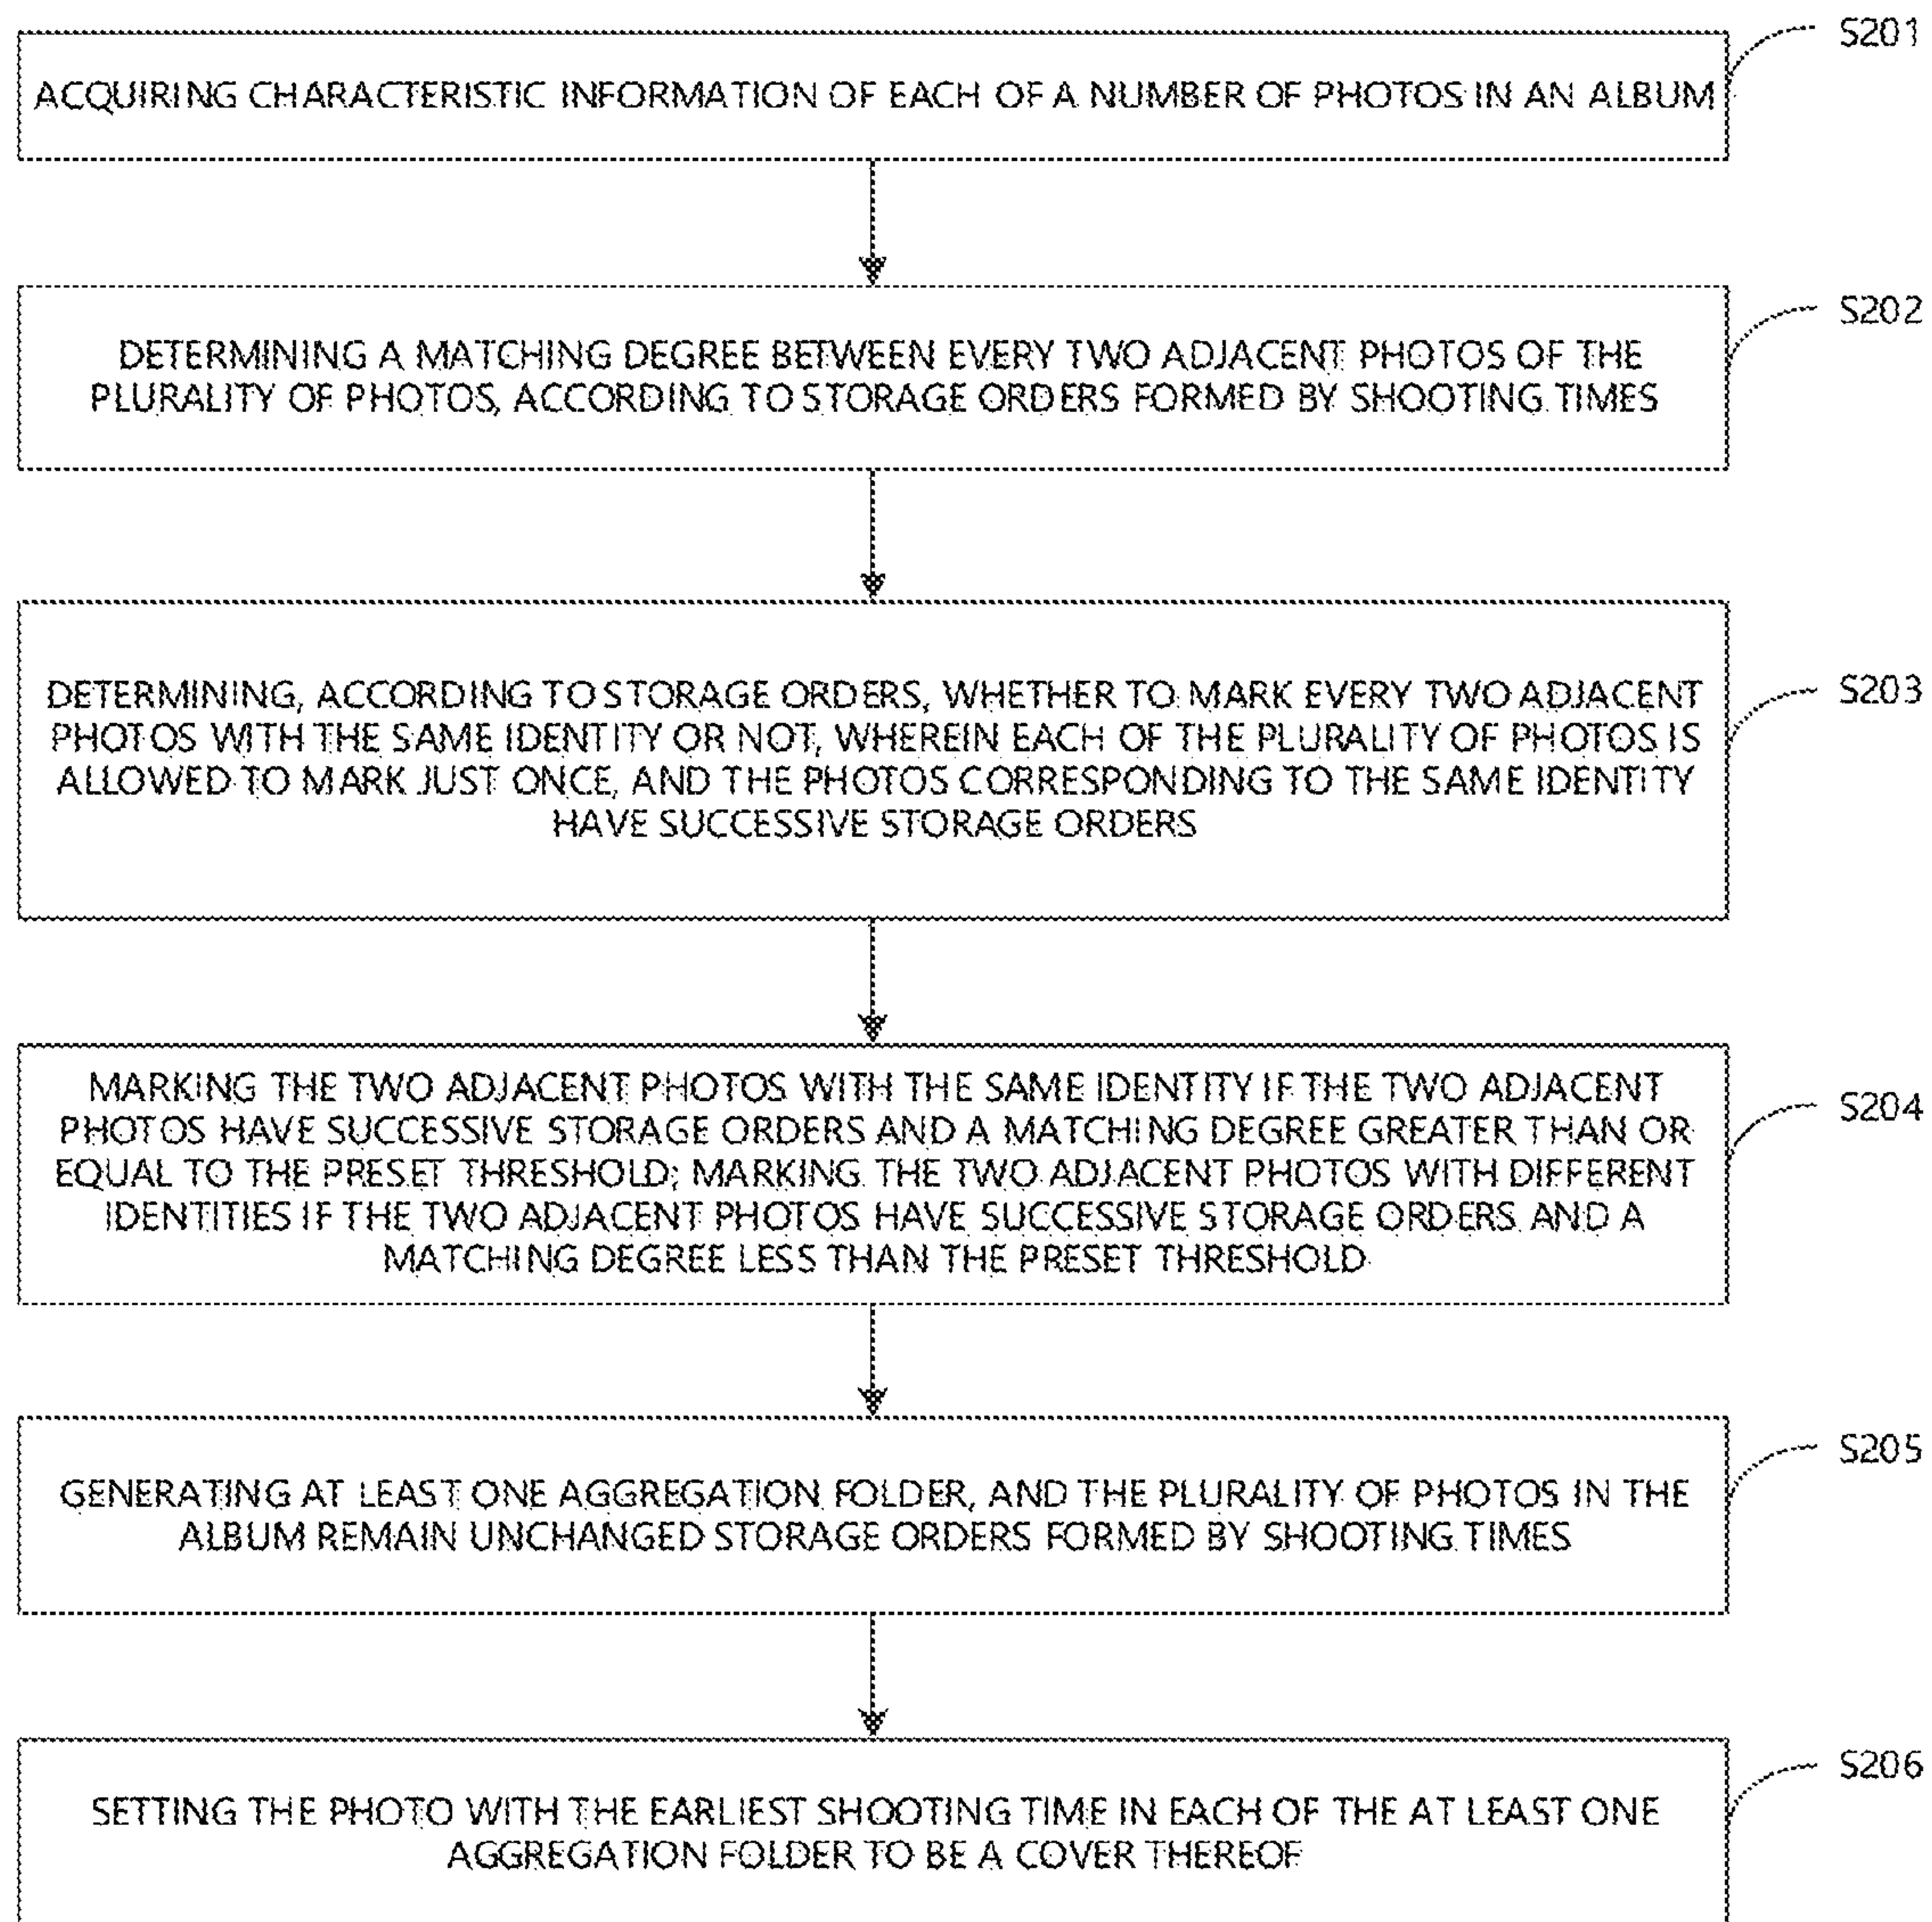 S201
ACQUIRING CHARACTERISTIC INFORMATION OF EACH OF A NUMBER OF PHOTOS IN AN ALBUM
S202
DETERMINING A MATCHING DEGREE BETWEEN EVERY TWO ADJACENT PHOTOS OF THE
PLURALITY OF PHOTOS, ACCORDING TO STORAGE ORDERS FORMED BY SHOOTING TIMES
S203
DETERMINING, ACCORDING TO STORAGE ORDERS, WHETHER TO MARK EVERY TWO ADJACENT
PHOTOS WITH THE SAME IDENTITY OR NOT, WHEREIN EACH OF THE PLURALITY OF PHOTOS IS
ALLOWED TO MARK JUST ONCE, AND THE PHOTOS CORRESPONDING TO THE SAME IDENTITY
HAVE SUCCESSIVE STORAGE ORDERS
S204
MARKING THE TWO ADJACENT PHOTOS WITH THE SAME IDENTITY IF THE TWO ADJACENT
PHOTOS HAVE SUCCESSIVE STORAGE ORDERS AND A MATCHING DEGREE GREATER THAN OR
EQUAL TO THE PRESET THRESHOLD; MARKING THE TWO ADJACENT PHOTOS WITH DIFFERENT
IDENTITIES IF THE TWO ADJACENT PHOTOS HAVE SUCCESSIVE STORAGE ORDERS AND A
MATCHING DEGREE LESS THAN THE PRESET THRESHOLD
S205
GENERATING AT LEAST ONE AGGREGATION FOLDER, AND THE PLURALITY OF PHOTOS IN THE
ALBUM REMAIN UNCHANGED STORAGE ORDERS FORMED BY SHOOTING TIMES
S206
SETTING THE PHOTO WITH THE EARLIEST SHOOTING TIME IN EACH OF THE AT LEAST ONE
AGGREGATION FOLDER TO BE A COVER THEREOF